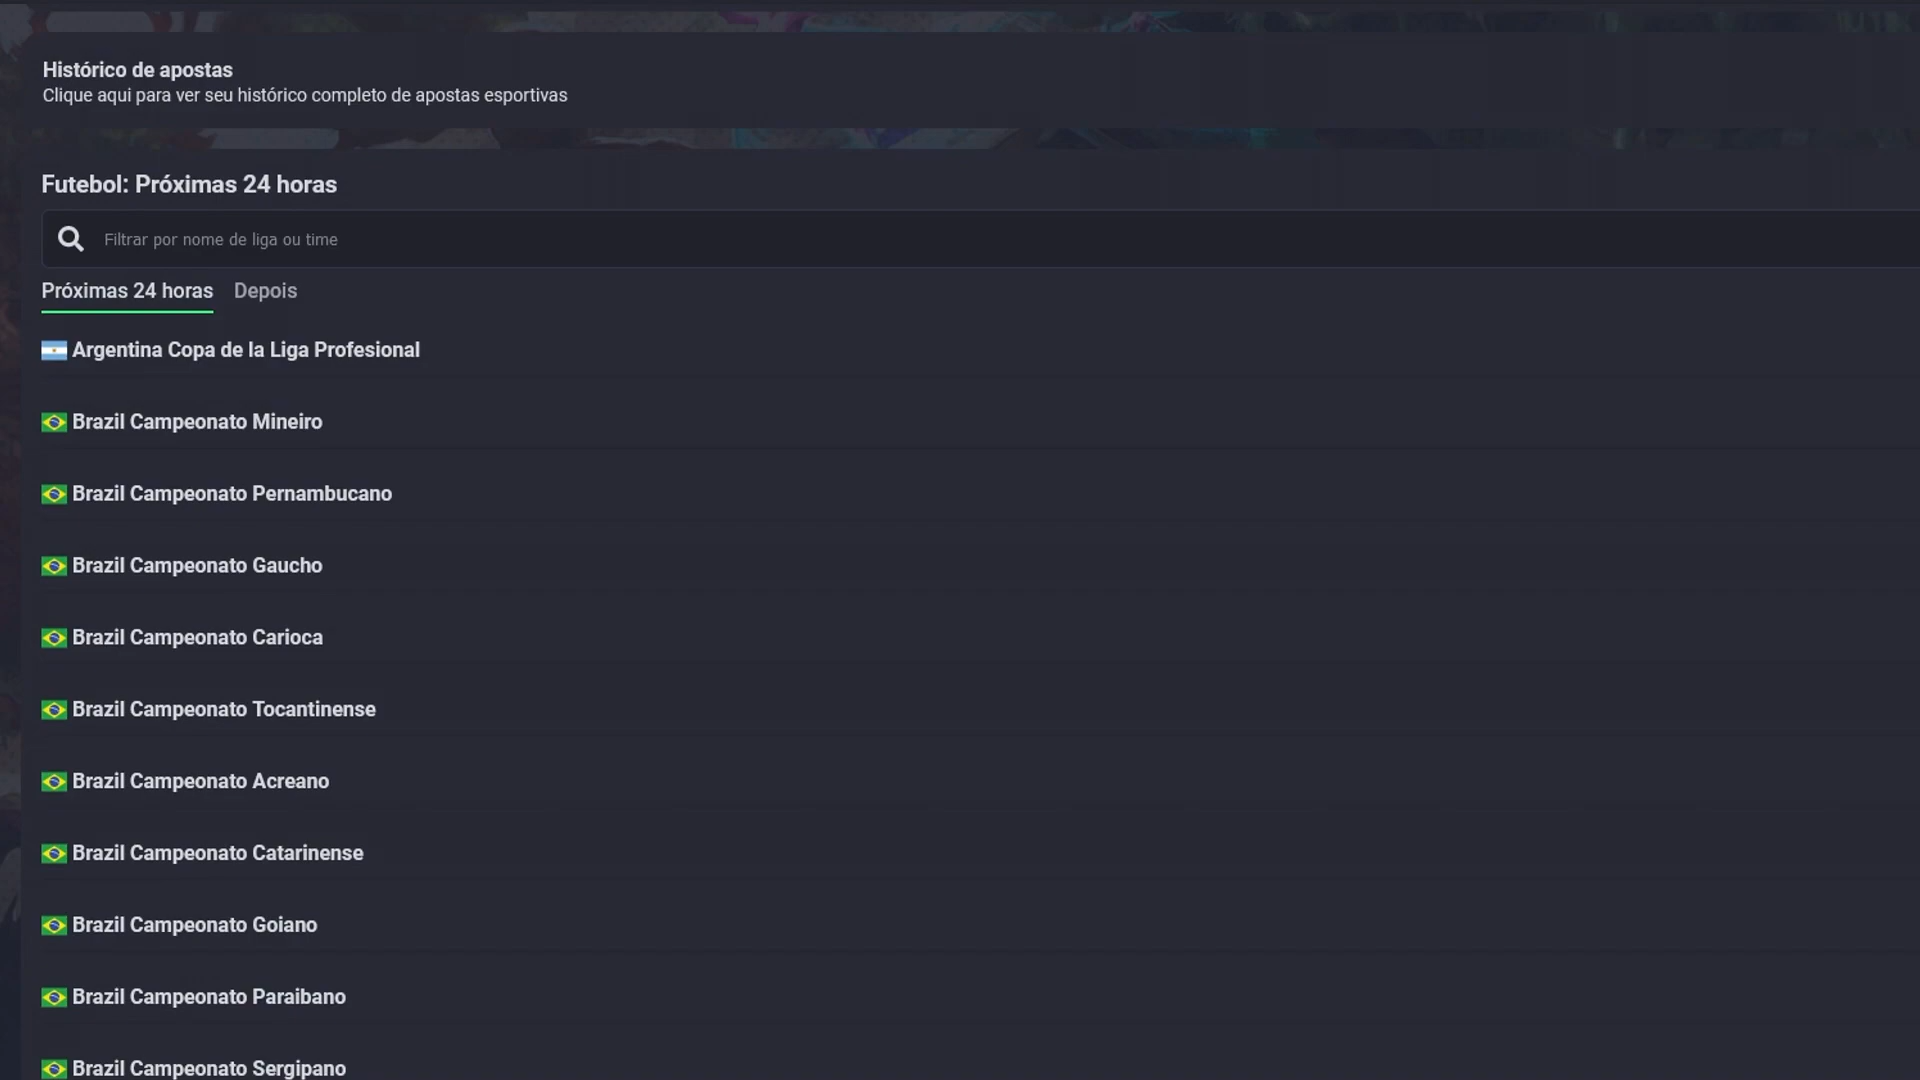 Histórico de apostas
Clique aqui para ver seu histórico completo de apostas esportivas
Futebol: Próximas 24 horas
Filtrar por nome de liga ou time
Próximas 24 horas Depois
Argentina Copa de la Liga Profesional
Brazil Campeonato Mineiro
Brazil Campeonato Pernambucano
Brazil Campeonato Gaucho
Brazil Campeonato Carioca
Brazil Campeonato Tocantinense
Brazil Campeonato Acreano
Brazil Campeonato Catarinense
Brazil Campeonato Goiano
Brazil Campeonato Paraibano
Brazil Campeonato Sergipano